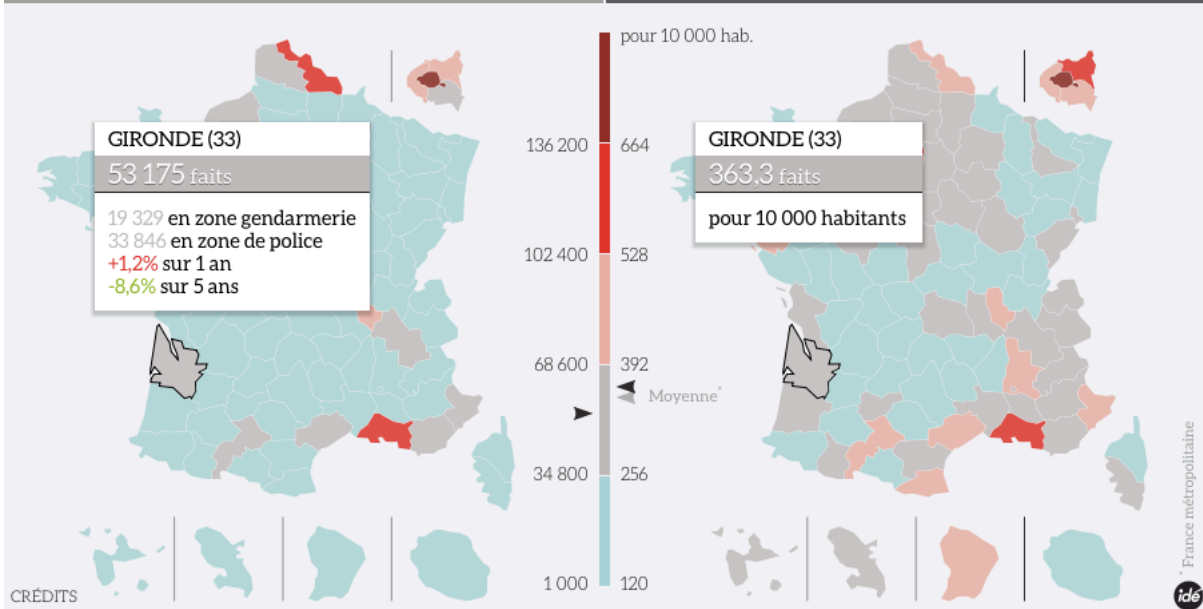 pour 10 000 hab.
GIRONDE (33)
53 175 faits
19 329 en zone gendarmerie
33 846 en zone de police
+1,2% sur 1 an
-8,6% sur 5 ans
136 200
664
102 400
528
68 600
392
Moyenne*
34 800
256
1 000
120
GIRONDE (33)
363,3 faits
pour 10 000 habitants
CRÉDITS
* France métropolitaine
idé